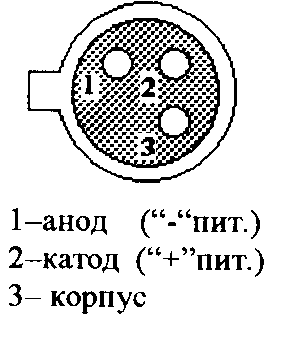 1 2
3
1–анод (“-“пит.)
2–катод (“+”пит.)
3– корпус